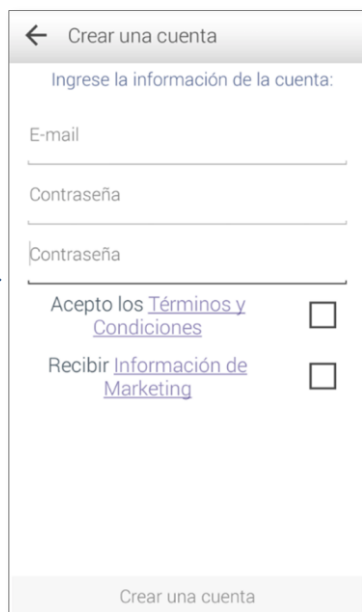 Crear una cuenta
Ingrese la información de la cuenta:
E-mail
Contraseña
Contraseña
Acepto los Términos y
Condiciones
Recibir Información de
Marketing
Crear una cuenta